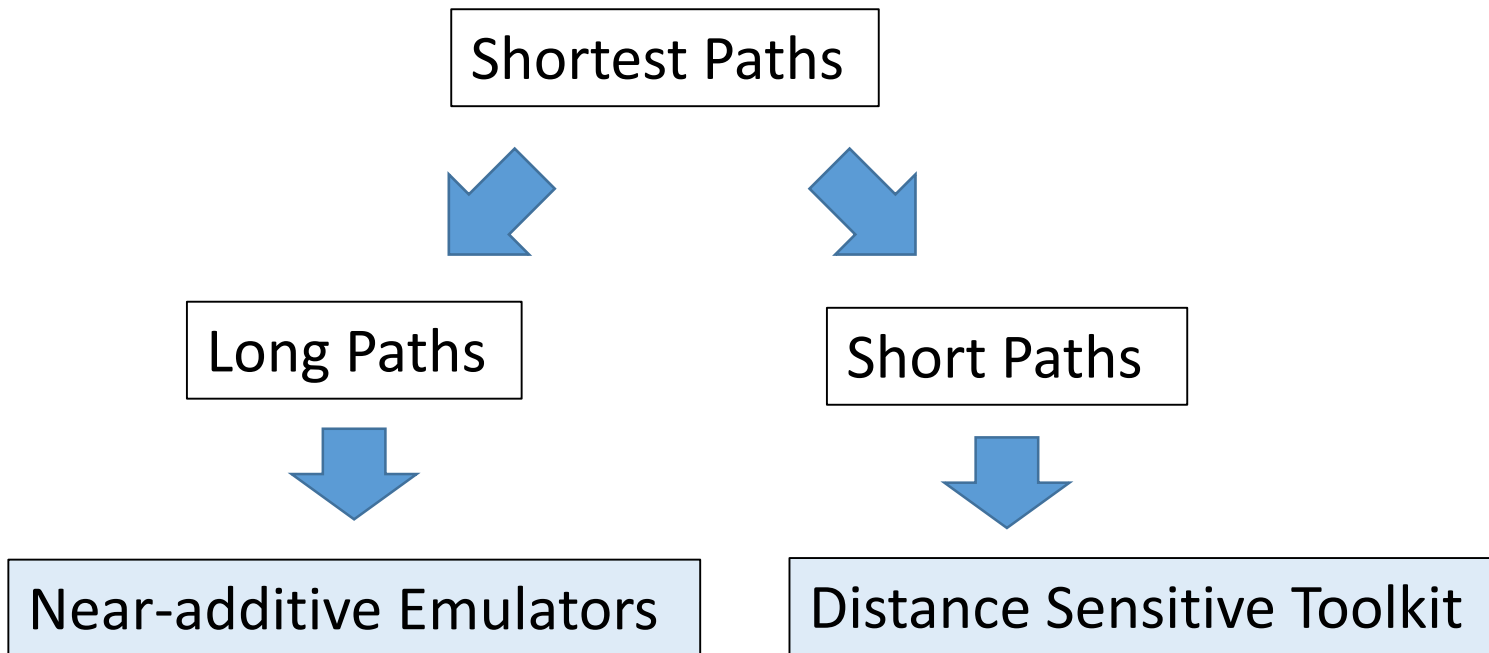 Shortest Paths
Long Paths
Short Paths
Near-additive Emulators
Distance Sensitive Toolkit